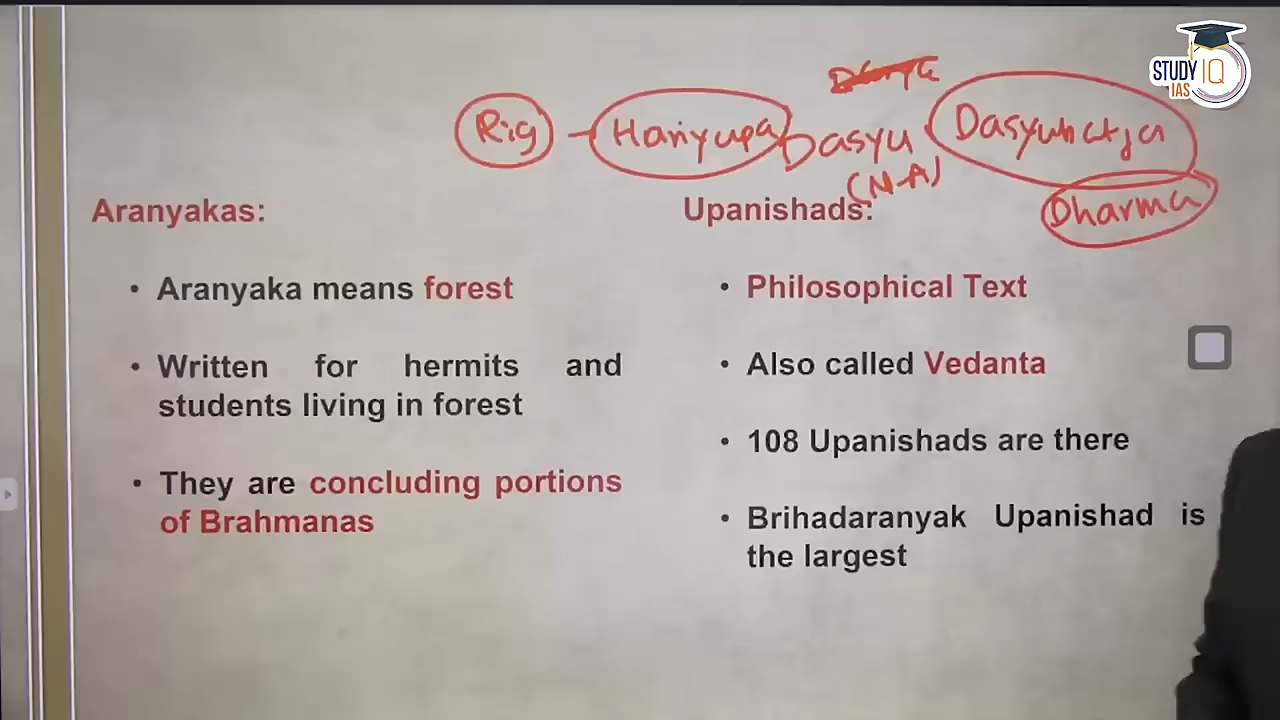 STUDY IQ
IAS
Rig - Hariyupa Dasyu Dasyuhatya
(N-A)
Dharma
Aranyakas:
• Aranyaka means forest
• Written for hermits and
students living in forest
• They are concluding portions
of Brahmanas
Upanishads:
• Philosophical Text
• Also called Vedanta
• 108 Upanishads are there
• Brihadaranyak Upanishad is
the largest